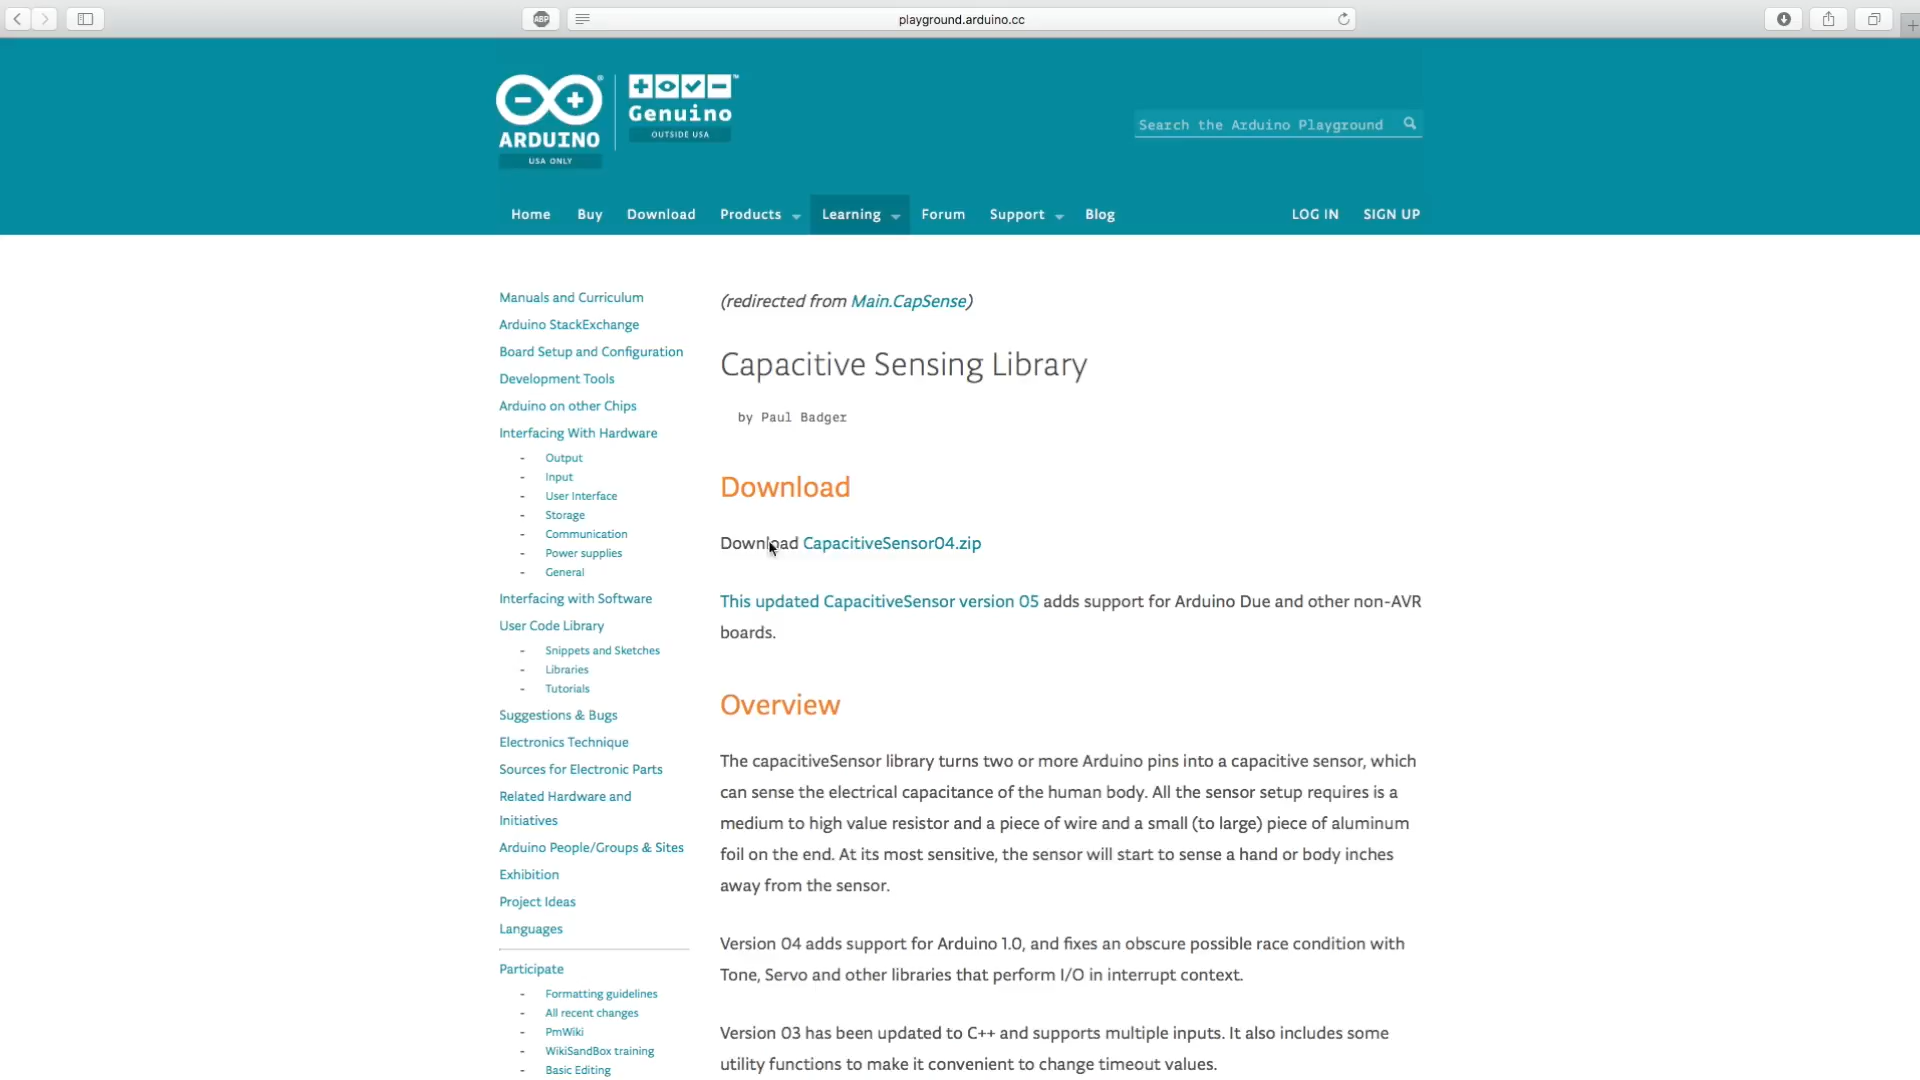 ABP
playground.arduino.cc
ARDUINO
USA ONLY
Genuino
OUTSIDE USA
Search the Arduino Playground
Home Buy Download Products Learning Forum Support Blog LOG IN SIGN UP
Manuals and Curriculum
Arduino StackExchange
Board Setup and Configuration
Development Tools
Arduino on other Chips
Interfacing With Hardware
- Output
- Input
- User Interface
- Storage
- Communication
- Power supplies
- General
Interfacing with Software
User Code Library
- Snippets and Sketches
- Libraries
- Tutorials
Suggestions & Bugs
Electronics Technique
Sources for Electronic Parts
Related Hardware and
Initiatives
Arduino People/Groups & Sites
Exhibition
Project Ideas
Languages
Participate
- Formatting guidelines
- All recent changes
- PmWiki
- WikiSandBox training
- Basic Editing
(redirected from Main.CapSense)
Capacitive Sensing Library
by Paul Badger
Download
Download CapacitiveSensor04.zip
This updated CapacitiveSensor version 05 adds support for Arduino Due and other non-AVR
boards.
Overview
The capacitiveSensor library turns two or more Arduino pins into a capacitive sensor, which
can sense the electrical capacitance of the human body. All the sensor setup requires is a
medium to high value resistor and a piece of wire and a small (to large) piece of aluminum
foil on the end. At its most sensitive, the sensor will start to sense a hand or body inches
away from the sensor.
Version 04 adds support for Arduino 1.0, and fixes an obscure possible race condition with
Tone, Servo and other libraries that perform I/O in interrupt context.
Version 03 has been updated to C++ and supports multiple inputs. It also includes some
utility functions to make it convenient to change timeout values.